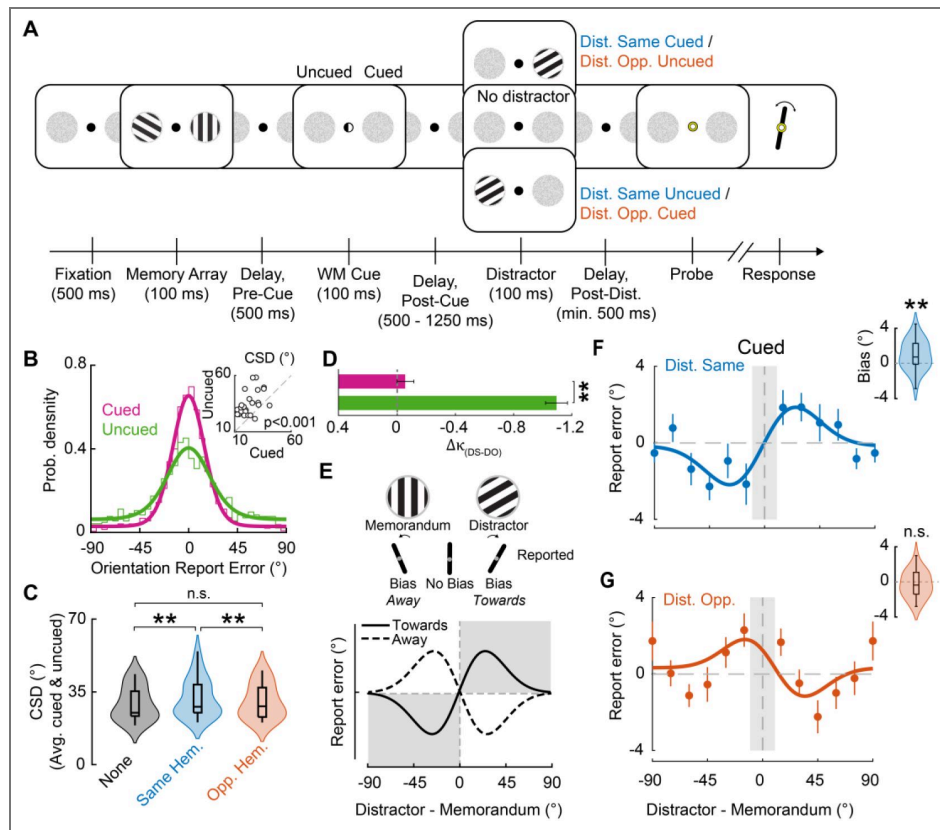 A
Dist. Same Cued /
Dist. Opp. Uncued
Uncued Cued
No distractor
Dist. Same Uncued /
Dist. Opp. Cued
Fixation
(500 ms)
Memory Array
(100 ms)
Delay,
Pre-Cue
(500 ms)
WM Cue
(100 ms)
Delay,
Post-Cue
(500 - 1250 ms)
Distractor
(100 ms)
Delay,
Post-Dist.
(min. 500 ms)
Probe
Response
B
0.8
0.4
0
Prob. densnity
Cued
Uncued
CSD (°)
60
Uncued
10
p<0.001
10
60
Cued
-90 -45 0 45 90
Orientation Report Error (°)
C
n.s.
**
**
70
35
0
CSD (°)
(Avg. cued & uncued)
None
Same Hem.
Opp. Hem.
D
**
0.4 0 -0.4 -0.8 -1.2
Δκ(DS-DO)
E
Memorandum
Distractor
Reported
Bias
Away
No Bias
Bias
Towards
Towards
Away
Report error (°)
-90 -45 0 45 90
Distractor - Memorandum (°)
F
Cued
Dist. Same
**
4
0
-4
Bias (°)
4
0
-4
Report error (°)
-90 -45 0 45 90
G
Dist. Opp.
n.s.
4
0
-4
4
0
4
Report error (°)
-90 -45 0 45 90
Distractor - Memorandum (°)